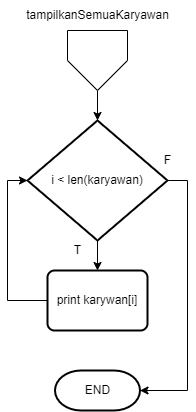 tampilkanSemuaKaryawan
i < len(karyawan)
F
T
print karywan[i]
END